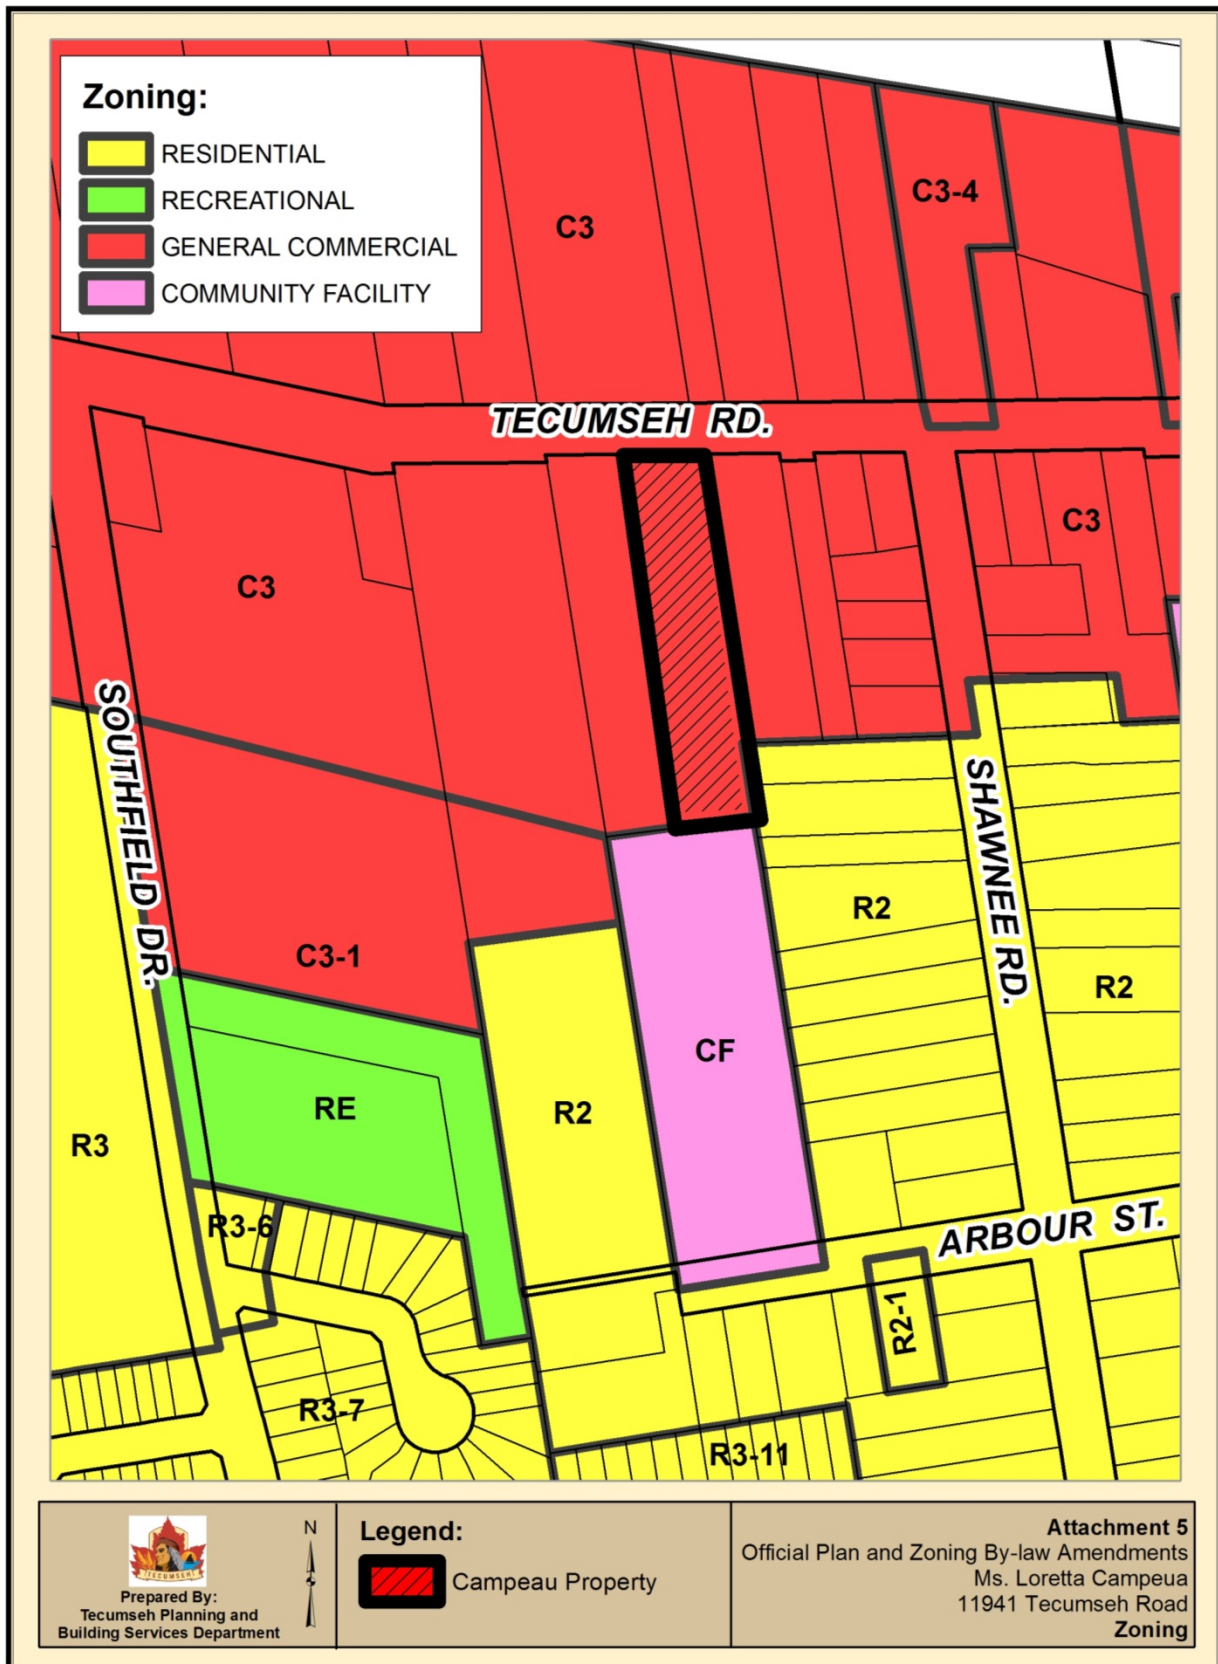 Zoning:
RESIDENTIAL
RECREATIONAL
GENERAL COMMERCIAL
COMMUNITY FACILITY
C3
C3-4
TECUMSEH RD.
C3
C3
SOUTHFIELD DR.
SHAWNEE RD.
R2
C3-1
R2
CF
RE
R2
R3
R3-6
ARBOUR ST.
R2-1
R3-7
R3-11
TECUMSEH
Prepared By:
Tecumseh Planning and
Building Services Department
N
Legend:
Campeau Property
Attachment 5
Official Plan and Zoning By-law Amendments
Ms. Loretta Campeua
11941 Tecumseh Road
Zoning